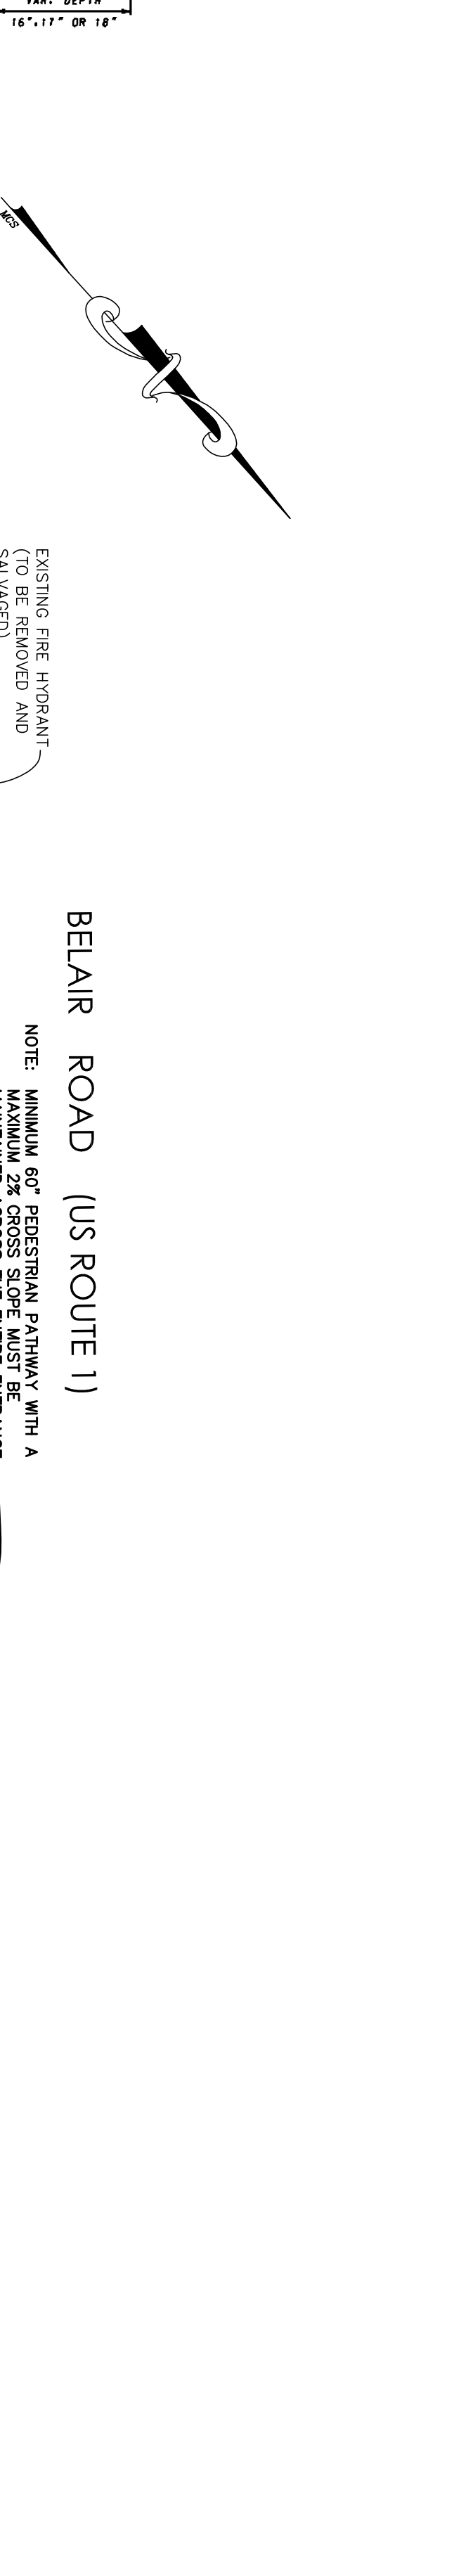 VAR. DEPTH
16",17" OR 18"
MCS
EXISTING FIRE HYDRANT
(TO BE REMOVED AND
SALVAGED)
BELAIR ROAD (US ROUTE 1)
NOTE: MINIMUM 60" PEDESTRIAN PATHWAY WITH A
MAXIMUM 2% CROSS SLOPE MUST BE